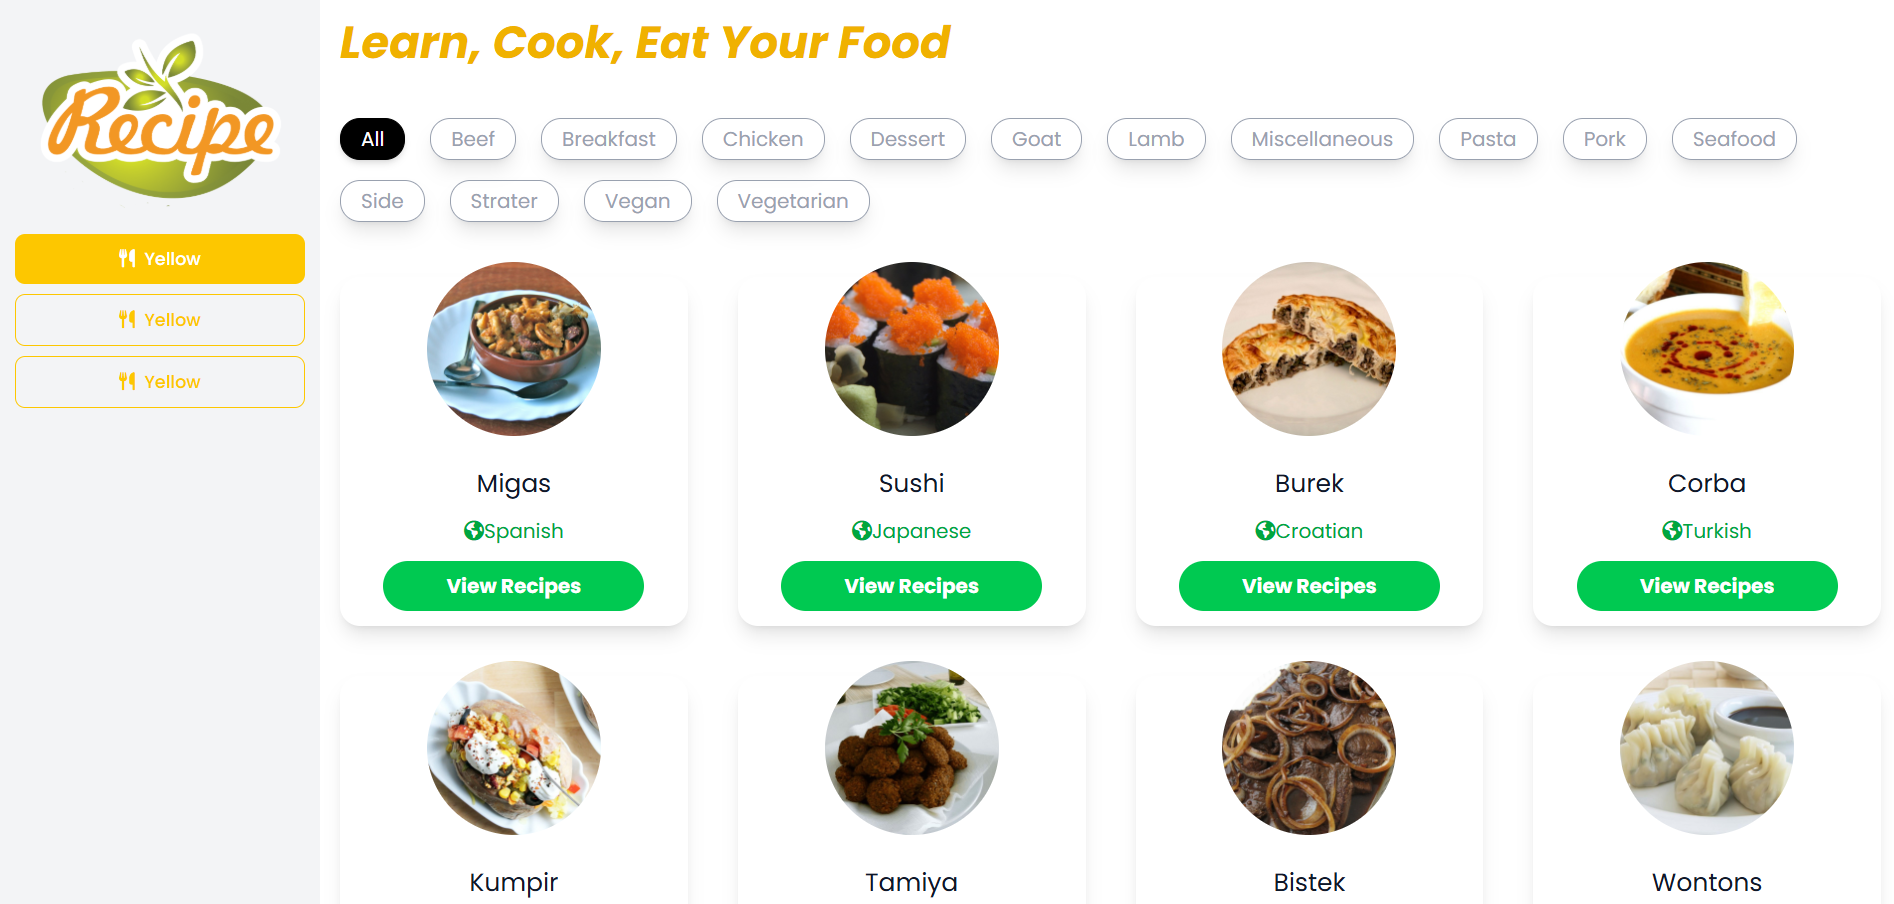 Recipe
Yellow
Yellow
Yellow
Learn, Cook, Eat Your Food
All Beef Breakfast Chicken Dessert Goat Lamb Miscellaneous Pasta Pork Seafood
Side Strater Vegan Vegetarian
Migas Sushi Burek Corba
Spanish Japanese Croatian Turkish
View Recipes View Recipes View Recipes View Recipes
Kumpir Tamiya Bistek Wontons